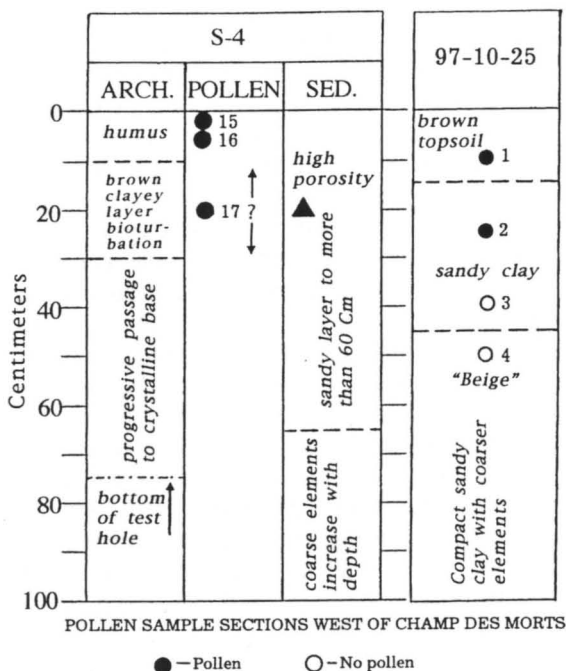 S-4
97-10-25
ARCH.
POLLEN
SED.
0
20
40
60
80
100
Centimeters
humus
brown
clayey
layer
biotur-
bation
progressive passage
to crystalline base
bottom
of test
hole
15
16
17 ?
high
porosity
sandy layer to more
than 60 Cm
coarse elements
increase with
depth
brown
topsoil
1
2
sandy clay
3
4
"Beige"
Compact sandy
clay with coarser
elements
POLLEN SAMPLE SECTIONS WEST OF CHAMP DES MORTS
—Pollen
—No pollen